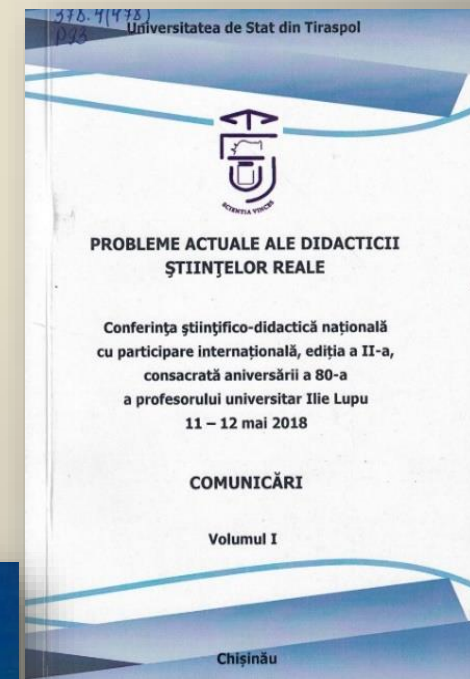 378.4(478)
P93
Universitatea de Stat din Tiraspol
SCIENTIA VINCES
PROBLEME ACTUALE ALE DIDACTICII
ŞTIINŢELOR REALE
Conferinţa ştiinţifico-didactică naţională
cu participare internaţională, ediţia a II-a,
consacrată aniversării a 80-a
a profesorului universitar Ilie Lupu
11 – 12 mai 2018
COMUNICĂRI
Volumul I
Chişinău